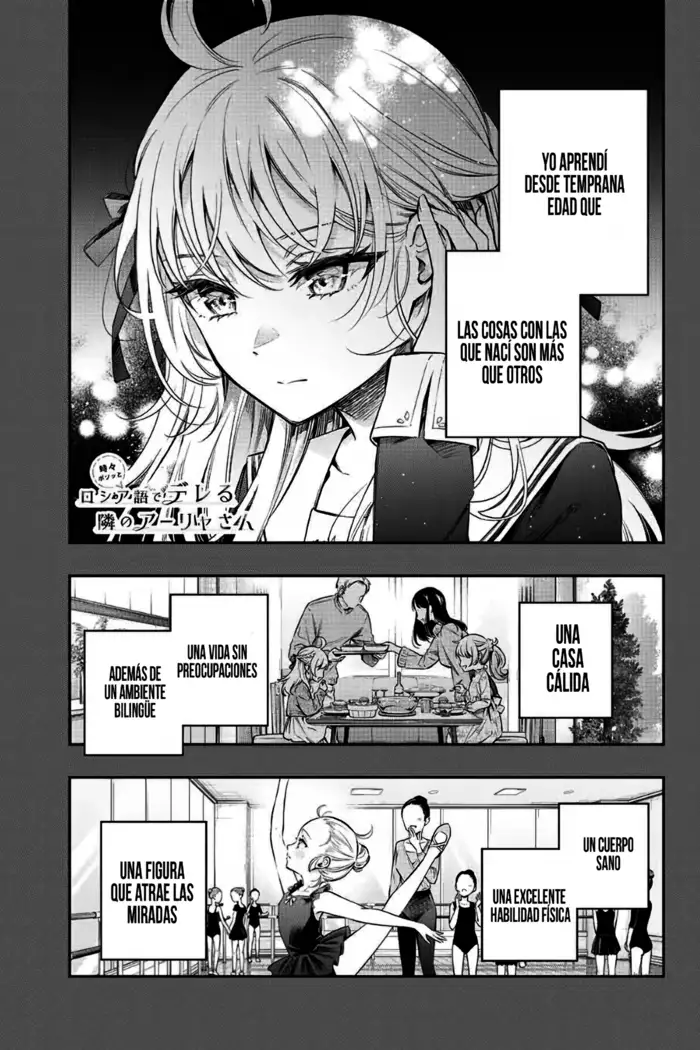 YO APRENDÍ
DESDE TEMPRANA
EDAD QUE
LAS COSAS CON LAS
QUE NACÍ SON MÁS
QUE OTROS
時々
ボソッと
ロシア語でデレる
隣のアーリャさん
UNA
CASA
CÁLIDA
UNA VIDA SIN
PREOCUPACIONES
ADEMÁS DE
UN AMBIENTE
BILINGÜE
UN CUERPO
SANO
UNA EXCELENTE
HABILIDAD FÍSICA
UNA FIGURA
QUE ATRAE LAS
MIRADAS